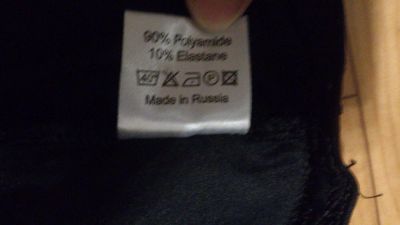 90% Polyamide
10% Elastane
40° P
Made in Russia